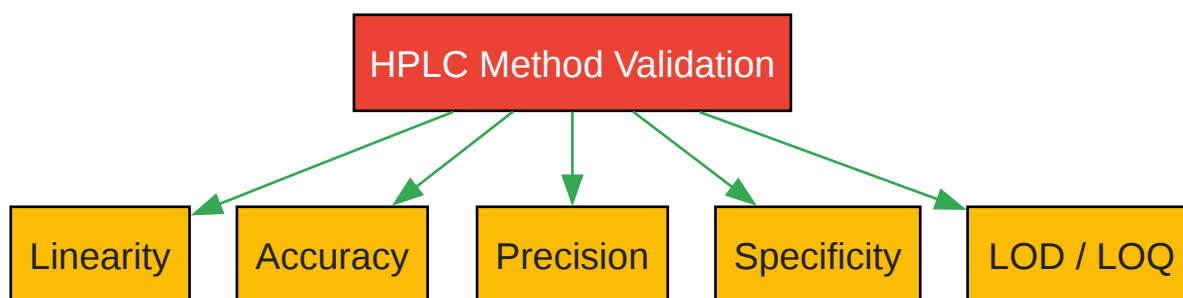 HPLC Method Validation
Linearity
Accuracy
Precision
Specificity
LOD / LOQ